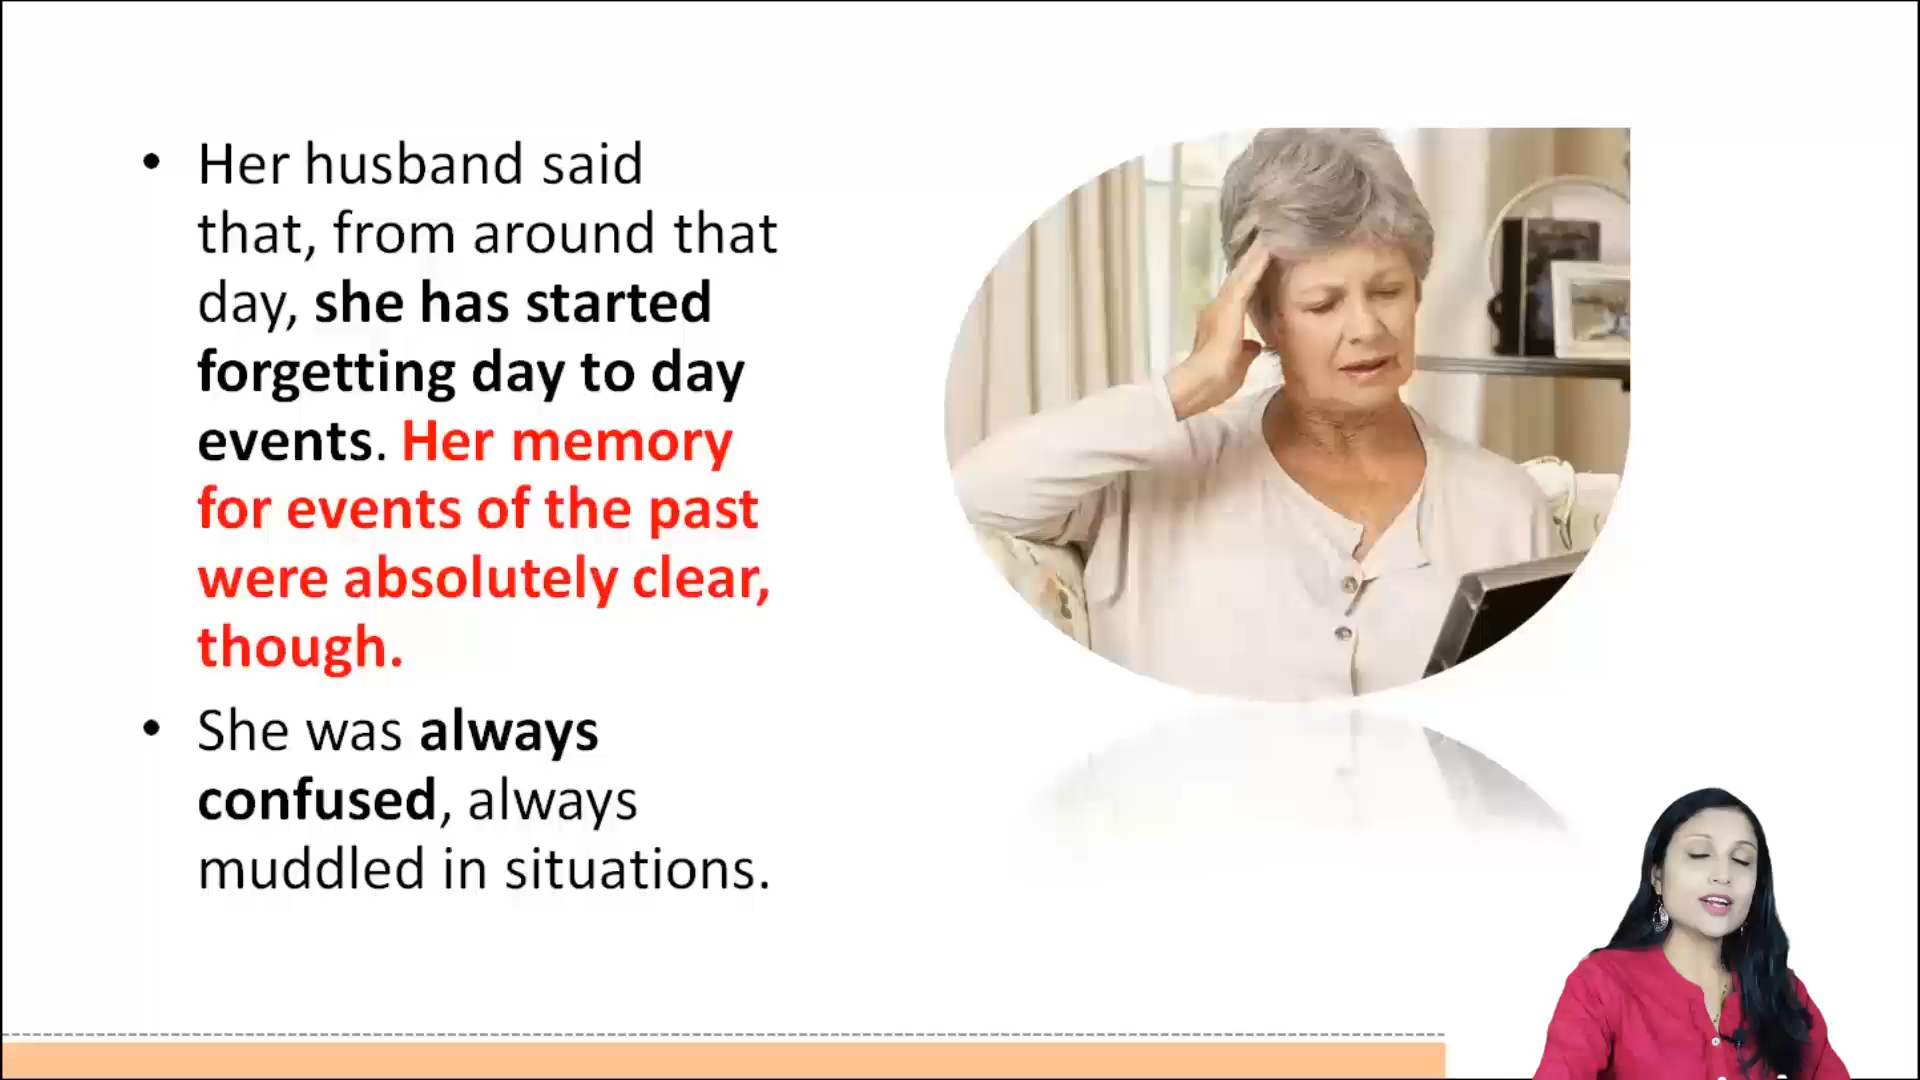 • Her husband said
that, from around that
day, she has started
forgetting day to day
events. Her memory
for events of the past
were absolutely clear,
though.
• She was always
confused, always
muddled in situations.